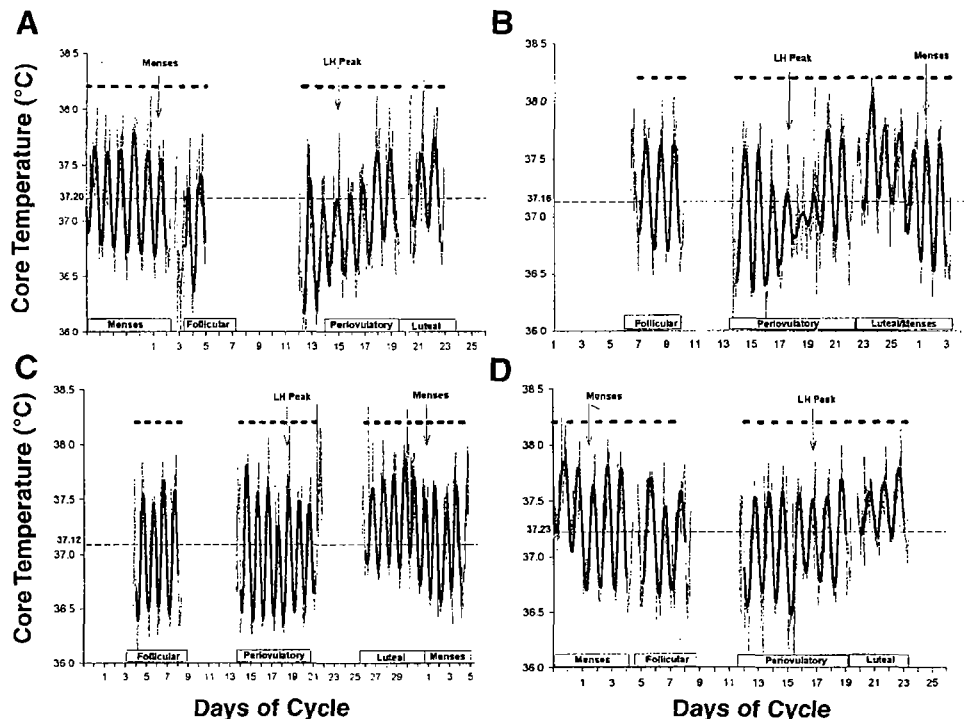 A
Core Temperature (°C)
38.5
38.0
37.5
37.20
37.0
36.5
36.0
Menses
LH Peak
Menses
Follicular
Periovulatory
Luteal
1 3 5 7 9 11 13 15 17 19 21 23 25
B
38.5
38.0
37.5
37.16
37.0
36.5
36.0
LH Peak
Menses
Follicular
Periovulatory
Luteal/Menses
1 3 5 7 9 11 13 15 17 19 21 23 25 27 29 1 3
C
Core Temperature (°C)
38.5
38.0
37.5
37.12
37.0
36.5
36.0
LH Peak
Menses
Follicular
Periovulatory
Luteal
Menses
1 3 5 7 9 11 13 15 17 19 21 25 27 29 1 3 5
Days of Cycle
D
38.5
38.0
37.5
37.23
37.0
36.5
36.0
Menses
LH Peak
Menses
Follicular
Periovulatory
Luteal
1 3 5 7 9 11 13 15 17 19 21 23 25
Days of Cycle